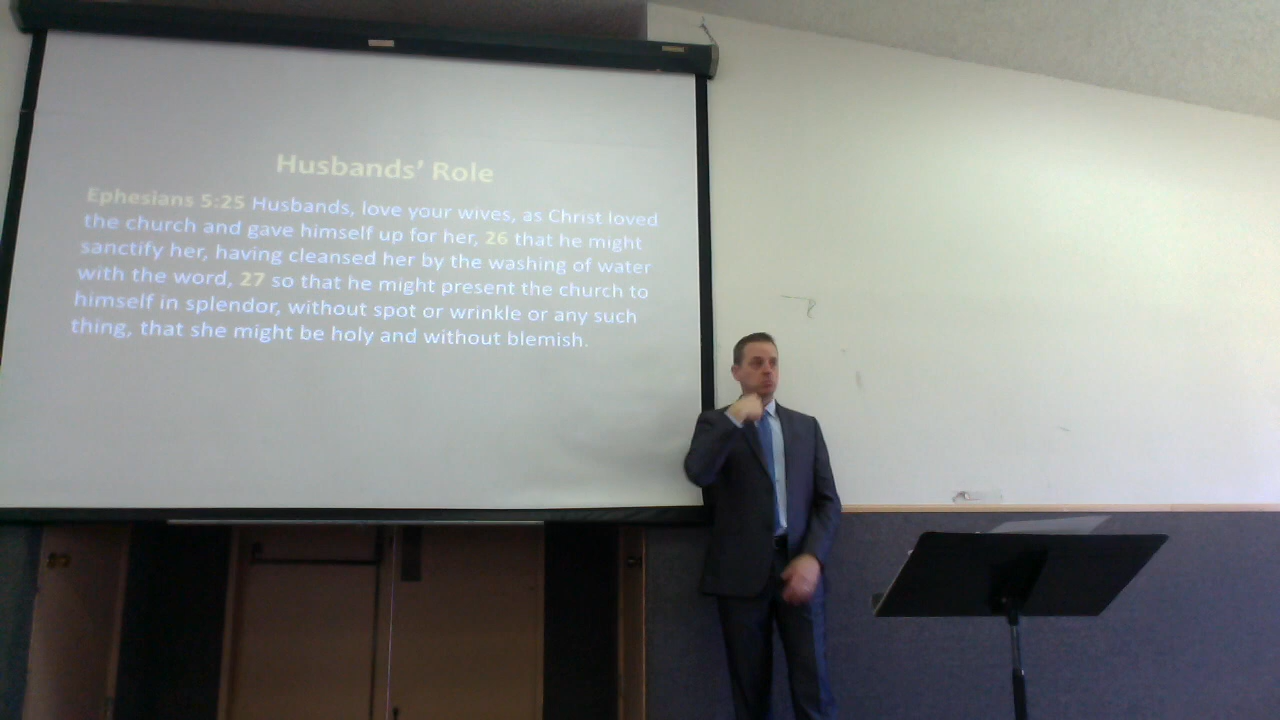 Husbands’ Role
Ephesians 5:25 Husbands, love your wives, as Christ loved
the church and gave himself up for her, 26 that he might
sanctify her, having cleansed her by the washing of water
with the word, 27 so that he might present the church to
himself in splendor, without spot or wrinkle or any such
thing, that she might be holy and without blemish.